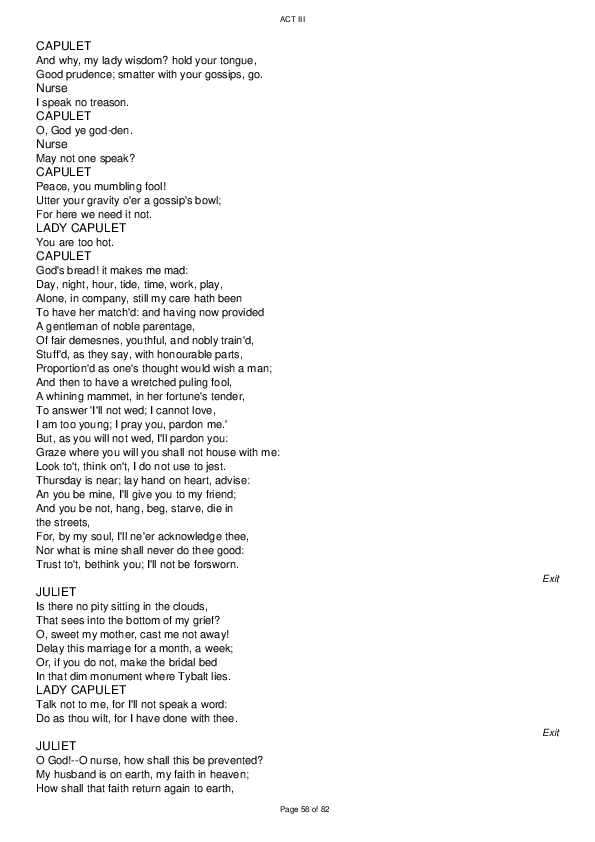 ACT III
CAPULET
And why, my lady wisdom? hold your tongue,
Good prudence; smatter with your gossips, go.
Nurse
I speak no treason.
CAPULET
O, God ye god-den.
Nurse
May not one speak?
CAPULET
Peace, you mumbling fool!
Utter your gravity o'er a gossip's bowl;
For here we need it not.
LADY CAPULET
You are too hot.
CAPULET
God's bread! it makes me mad:
Day, night, hour, tide, time, work, play,
Alone, in company, still my care hath been
To have her match'd: and having now provided
A gentleman of noble parentage,
Of fair demesnes, youthful, and nobly train'd,
Stuff'd, as they say, with honourable parts,
Proportion'd as one's thought would wish a man;
And then to have a wretched puling fool,
A whining mammet, in her fortune's tender,
To answer 'I'll not wed; I cannot love,
I am too young; I pray you, pardon me.'
But, as you will not wed, I'll pardon you:
Graze where you will you shall not house with me:
Look to't, think on't, I do not use to jest.
Thursday is near; lay hand on heart, advise:
An you be mine, I'll give you to my friend;
And you be not, hang, beg, starve, die in
the streets,
For, by my soul, I'll ne'er acknowledge thee,
Nor what is mine shall never do thee good:
Trust to't, bethink you; I'll not be forsworn.
Exit
JULIET
Is there no pity sitting in the clouds,
That sees into the bottom of my grief?
O, sweet my mother, cast me not away!
Delay this marriage for a month, a week;
Or, if you do not, make the bridal bed
In that dim monument where Tybalt lies.
LADY CAPULET
Talk not to me, for I'll not speak a word:
Do as thou wilt, for I have done with thee.
Exit
JULIET
O God!--O nurse, how shall this be prevented?
My husband is on earth, my faith in heaven;
How shall that faith return again to earth,
Page 58 of 82